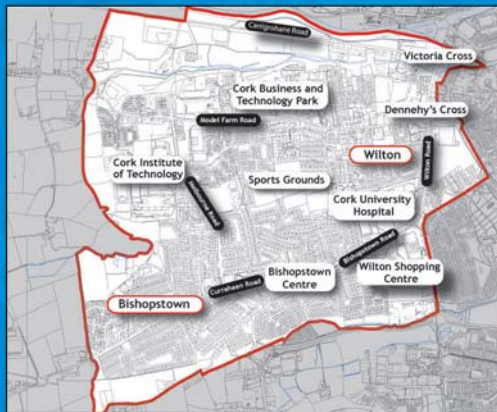 Carrigrohane Road
Victoria Cross
Cork Business and
Technology Park
Dennehy's Cross
Model Farm Road
Wilton Road
Wilton
Cork Institute
of Technology
Sports Grounds
Melbourne Road
Cork University
Hospital
Bishopstown Road
Bishopstown
Centre
Wilton Shopping
Centre
Curraheen Road
Bishopstown